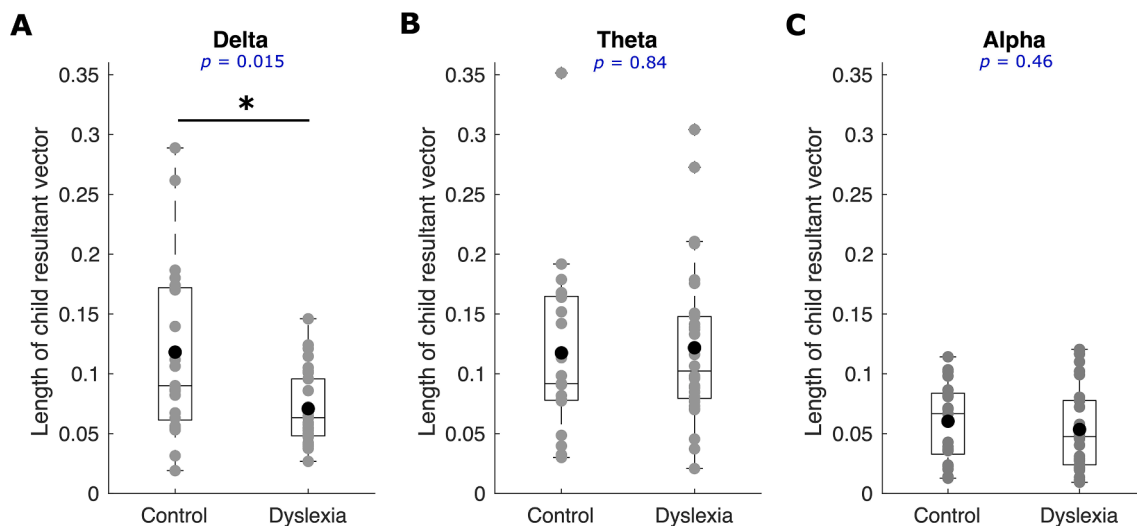 A
Delta
p = 0.015
*
Length of child resultant vector
0.35
0.3
0.25
0.2
0.15
0.1
0.05
0
Control
Dyslexia
B
Theta
p = 0.84
Length of child resultant vector
0.35
0.3
0.25
0.2
0.15
0.1
0.05
0
Control
Dyslexia
C
Alpha
p = 0.46
Length of child resultant vector
0.35
0.3
0.25
0.2
0.15
0.1
0.05
0
Control
Dyslexia